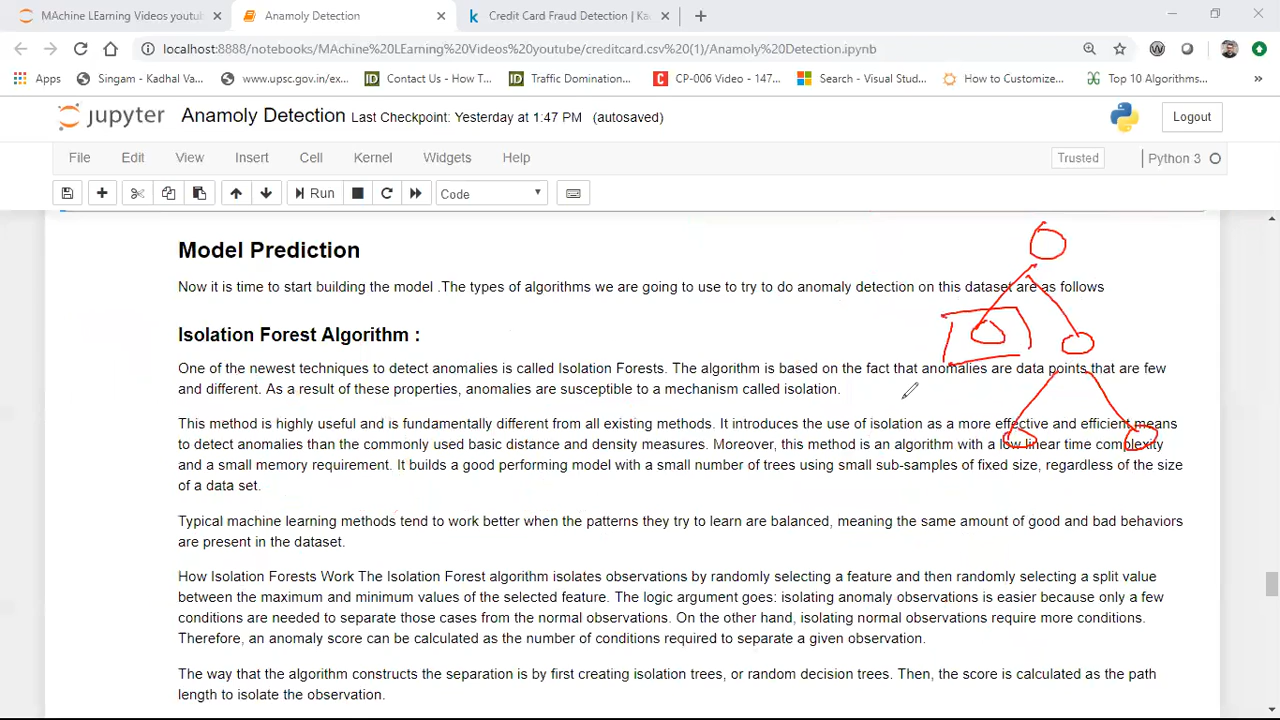 MAchine LEarning Videos youtub
Anamoly Detection
Credit Card Fraud Detection | Ka
localhost:8888/notebooks/MAchine%20LEarning%20Videos%20youtube/creditcard.csv%20(1)/Anamoly%20Detection.ipynb
Apps
Singam - Kadhal Va...
www.upsc.gov.in/ex...
Contact Us - How T...
Traffic Domination...
CP-006 Video - 147...
Search - Visual Stud...
How to Customize...
Top 10 Algorithms...
jupyter Anamoly Detection Last Checkpoint: Yesterday at 1:47 PM (autosaved)
Logout
File Edit View Insert Cell Kernel Widgets Help
Trusted
Python 3
Run
Code
Model Prediction
Now it is time to start building the model .The types of algorithms we are going to use to try to do anomaly detection on this dataset are as follows
Isolation Forest Algorithm :
One of the newest techniques to detect anomalies is called Isolation Forests. The algorithm is based on the fact that anomalies are data points that are few
and different. As a result of these properties, anomalies are susceptible to a mechanism called isolation.
This method is highly useful and is fundamentally different from all existing methods. It introduces the use of isolation as a more effective and efficient means
to detect anomalies than the commonly used basic distance and density measures. Moreover, this method is an algorithm with a low linear time complexity
and a small memory requirement. It builds a good performing model with a small number of trees using small sub-samples of fixed size, regardless of the size
of a data set.
Typical machine learning methods tend to work better when the patterns they try to learn are balanced, meaning the same amount of good and bad behaviors
are present in the dataset.
How Isolation Forests Work The Isolation Forest algorithm isolates observations by randomly selecting a feature and then randomly selecting a split value
between the maximum and minimum values of the selected feature. The logic argument goes: isolating anomaly observations is easier because only a few
conditions are needed to separate those cases from the normal observations. On the other hand, isolating normal observations require more conditions.
Therefore, an anomaly score can be calculated as the number of conditions required to separate a given observation.
The way that the algorithm constructs the separation is by first creating isolation trees, or random decision trees. Then, the score is calculated as the path
length to isolate the observation.